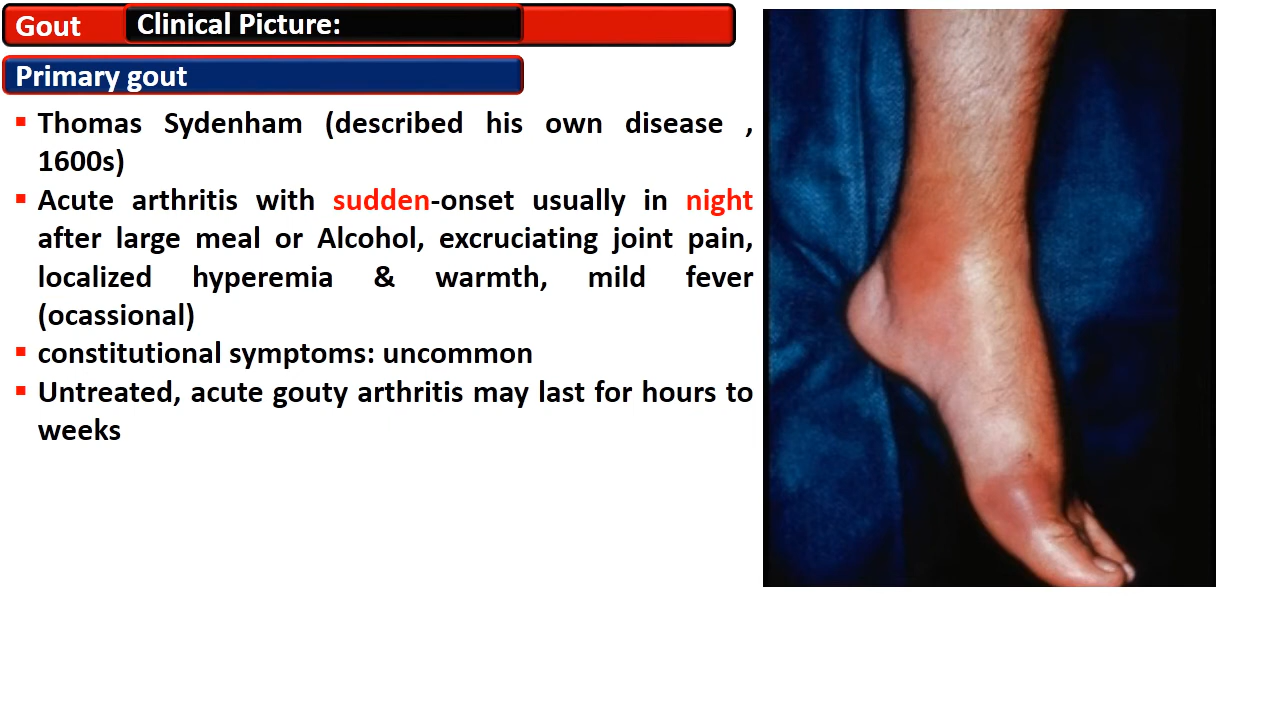 Gout Clinical Picture:
Primary gout
▪ Thomas Sydenham (described his own disease ,
1600s)
▪ Acute arthritis with sudden-onset usually in night
after large meal or Alcohol, excruciating joint pain,
localized hyperemia & warmth, mild fever
(ocassional)
▪ constitutional symptoms: uncommon
▪ Untreated, acute gouty arthritis may last for hours to
weeks